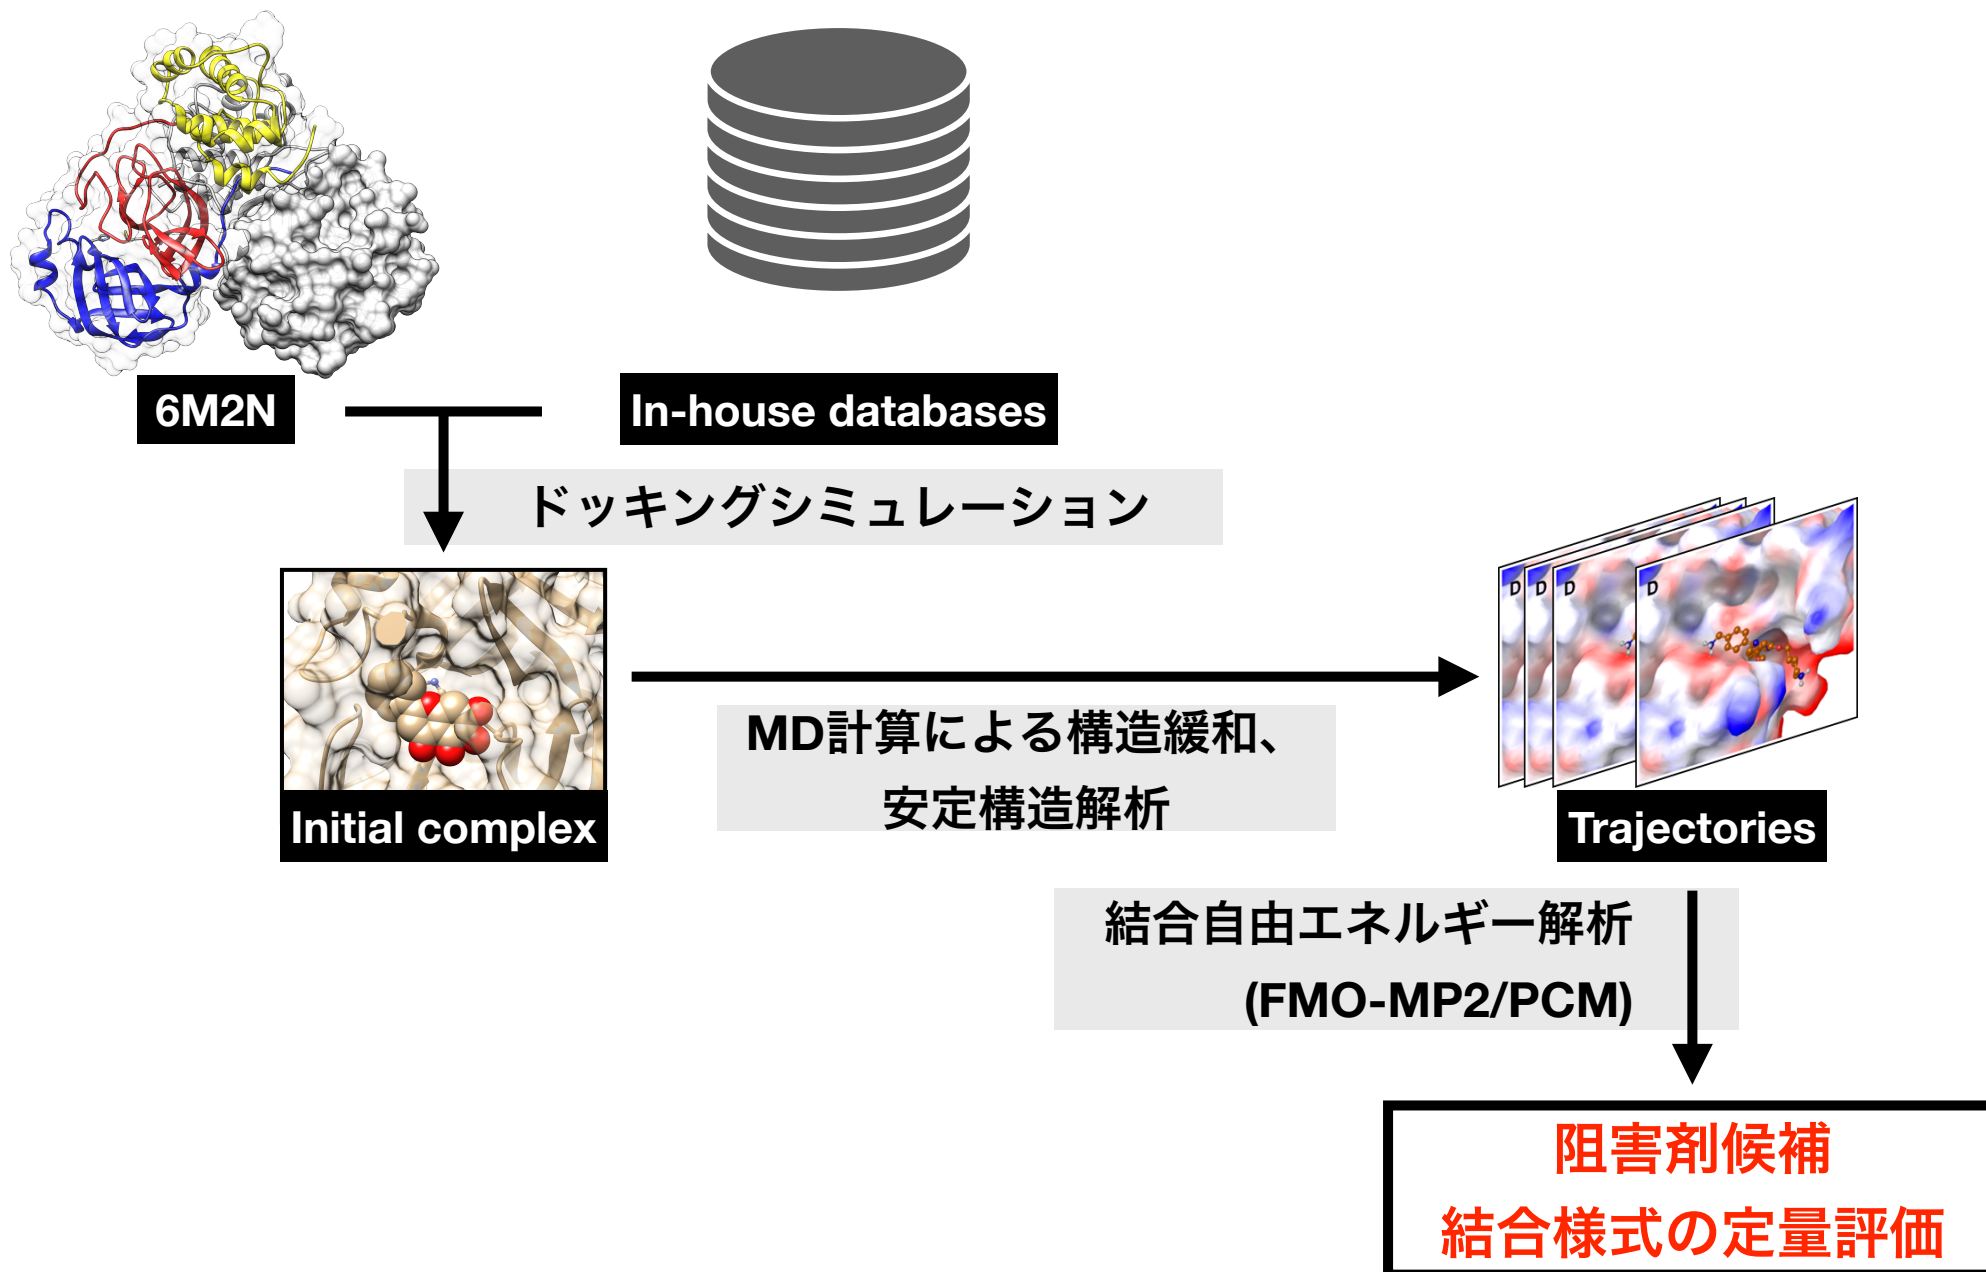 6M2N
In-house databases
ドッキングシミュレーション
Initial complex
MD計算による構造緩和、
安定構造解析
D
D
D
D
Trajectories
結合自由エネルギー解析
(FMO-MP2/PCM)
阻害剤候補
結合様式の定量評価